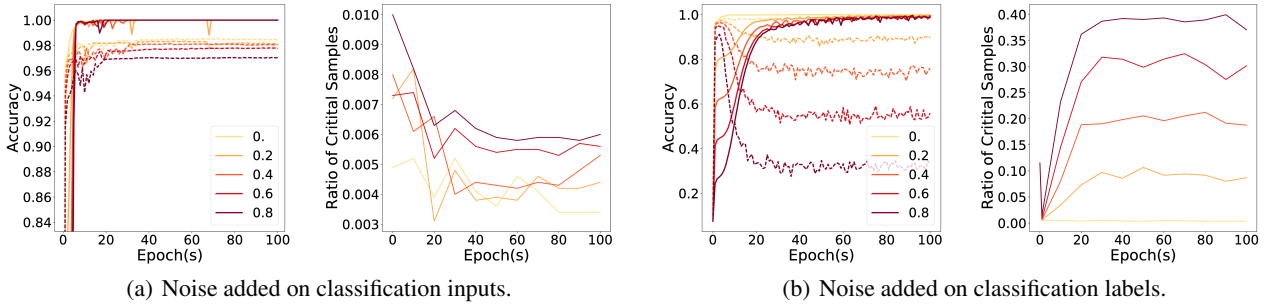 1.00
0.98
0.96
0.94
0.92
0.90
0.88
0.86
0.84
Accuracy
0 20 40 60 80 100
Epoch(s)
0.
0.2
0.4
0.6
0.8
0.010
0.009
0.008
0.007
0.006
0.005
0.004
0.003
Ratio of Critital Samples
0 20 40 60 80 100
Epoch(s)
(a) Noise added on classification inputs.
1.0
0.8
0.6
0.4
0.2
Accuracy
0 20 40 60 80 100
Epoch(s)
0.
0.2
0.4
0.6
0.8
0.40
0.35
0.30
0.25
0.20
0.15
0.10
0.05
0.00
Ratio of Critital Samples
0 20 40 60 80 100
Epoch(s)
(b) Noise added on classification labels.